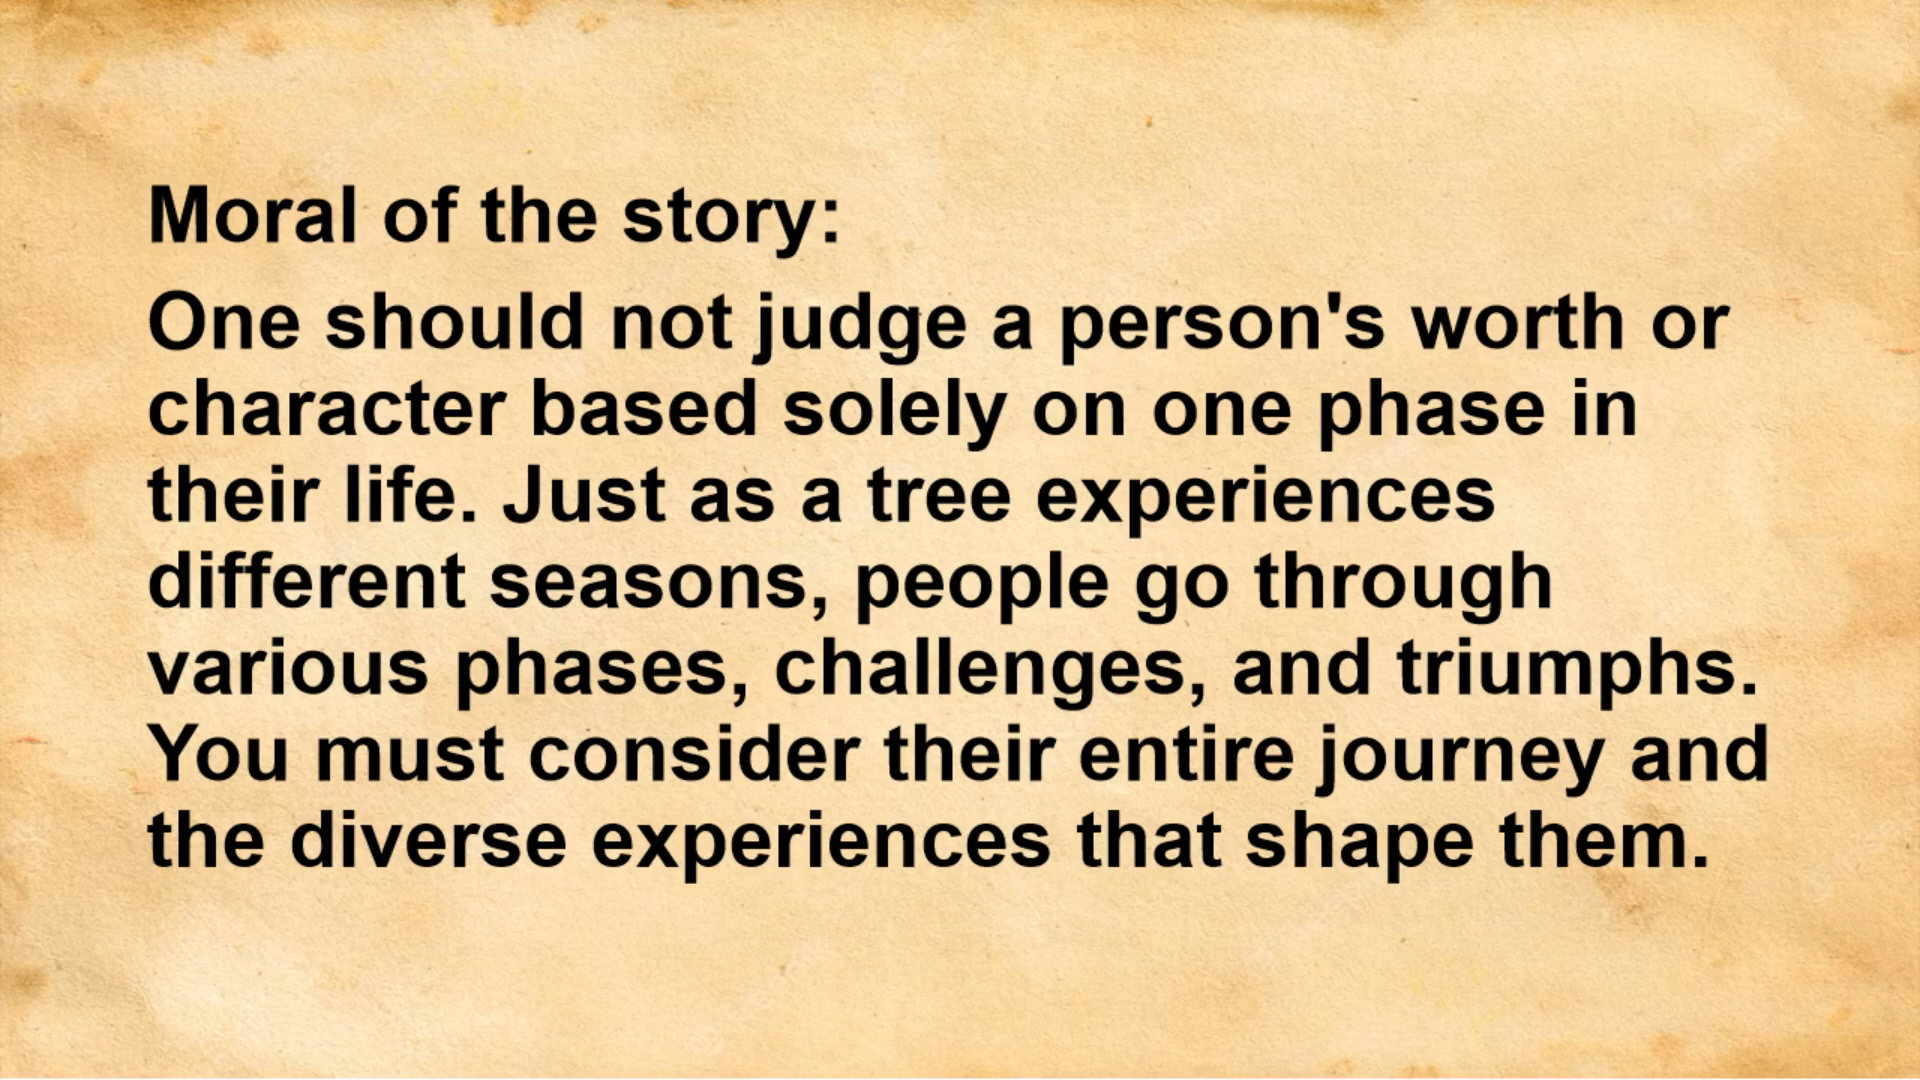 Moral of the story:
One should not judge a person's worth or
character based solely on one phase in
their life. Just as a tree experiences
different seasons, people go through
various phases, challenges, and triumphs.
You must consider their entire journey and
the diverse experiences that shape them.